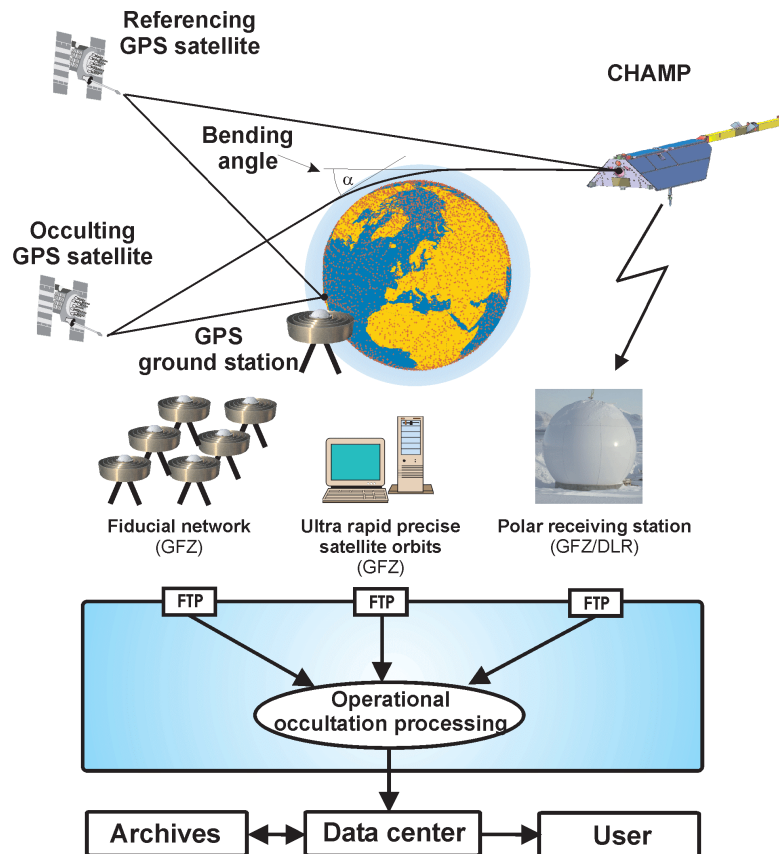 Referencing
GPS satellite
CHAMP
Bending
angle
α
Occulting
GPS satellite
GPS
ground station
Fiducial network
(GFZ)
Ultra rapid precise
satellite orbits
(GFZ)
Polar receiving station
(GFZ/DLR)
FTP
FTP
FTP
Operational
occultation processing
Archives
Data center
User